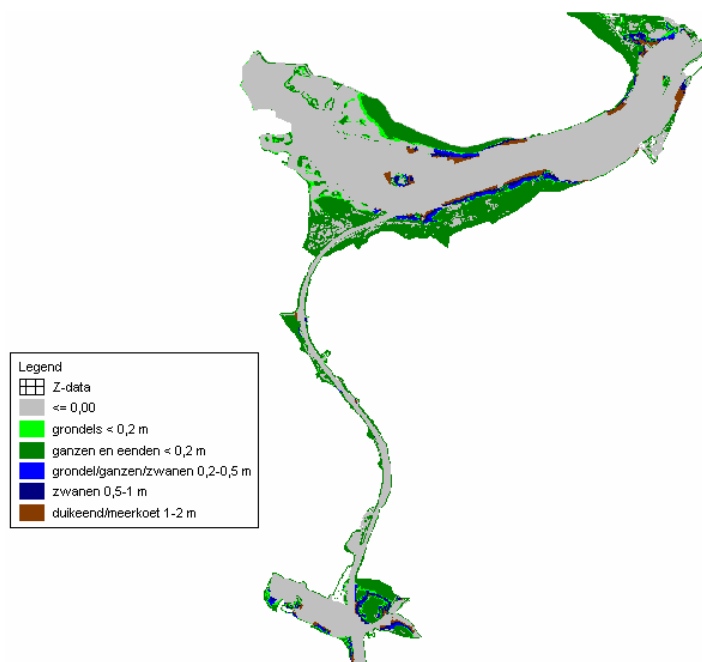 Legend
Z-data
<= 0,00
grondels < 0,2 m
ganzen en eenden < 0,2 m
grondel/ganzen/zwanen 0,2-0,5 m
zwanen 0,5-1 m
duikeend/meerkoet 1-2 m